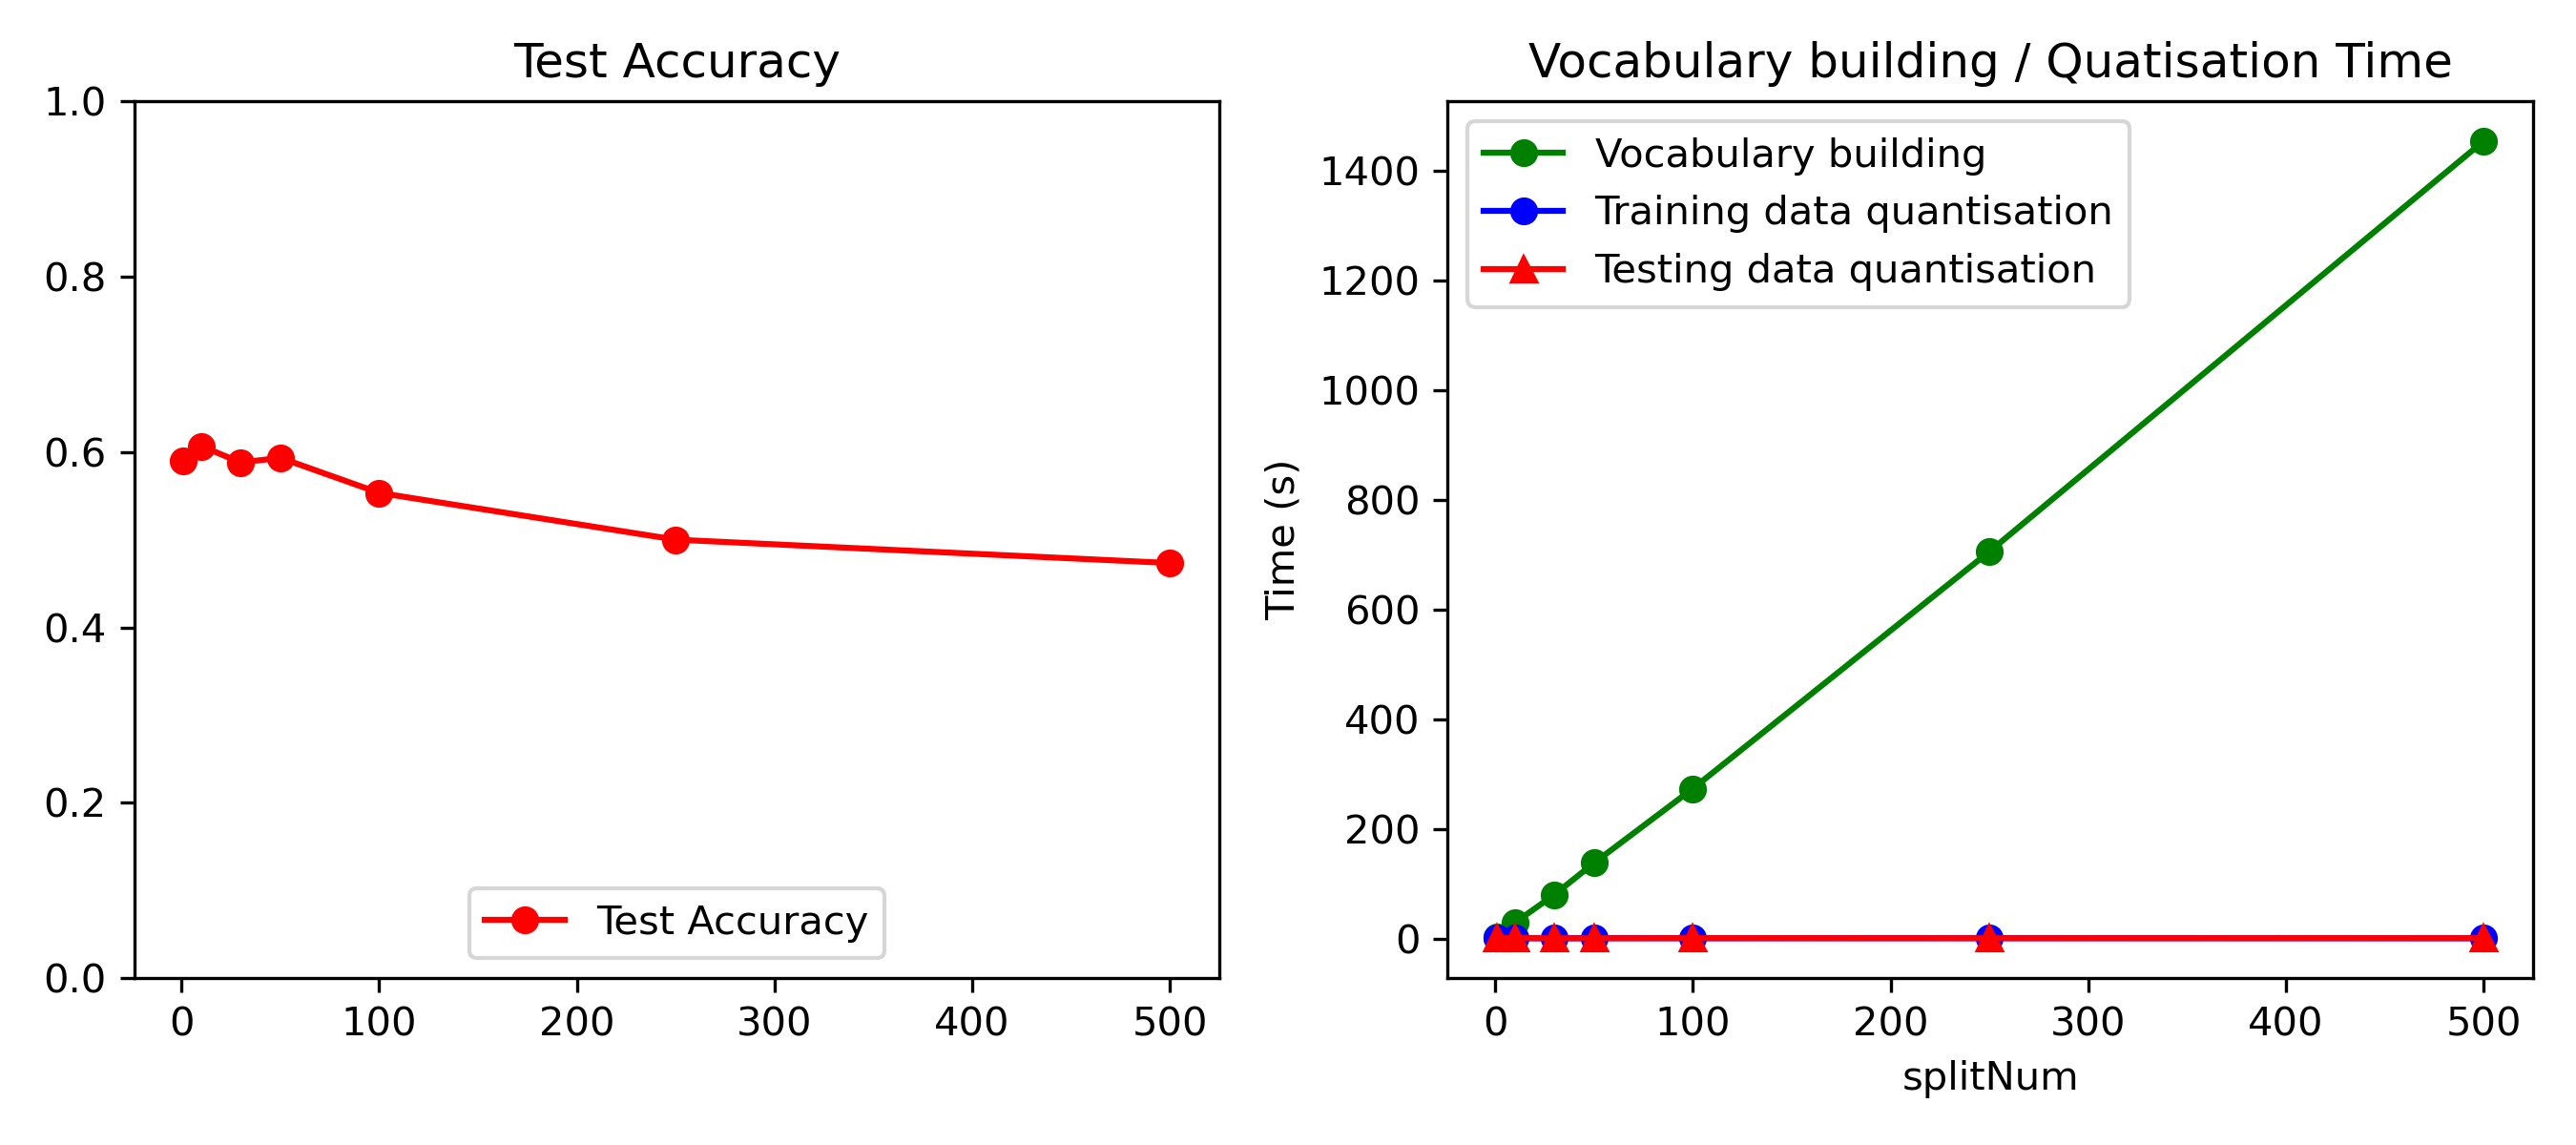 Test Accuracy
1.0
0.8
0.6
0.4
0.2
0.0
0 100 200 300 400 500
Test Accuracy
Vocabulary building / Quatisation Time
Vocabulary building
Training data quantisation
Testing data quantisation
Time (s)
1400
1200
1000
800
600
400
200
0
0 100 200 300 400 500
splitNum